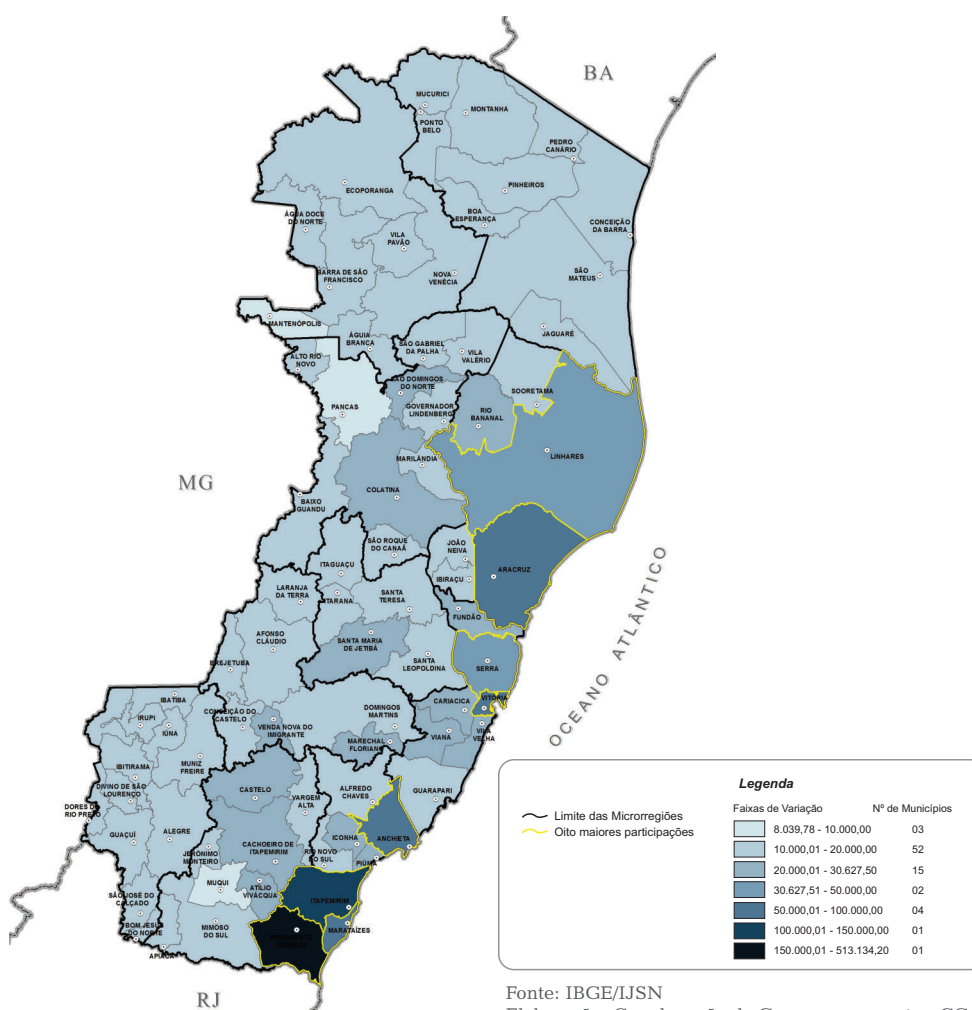 BA
MUCURICI
MONTANHA
PONTO
BELO
PEDRO
CANÁRIO
ECOPORANGA
PINHEIROS
ÁGUA DOCE
DO NORTE
BOA
ESPERANÇA
CONCEIÇÃO
DA BARRA
VILA
PAVÃO
BARRA DE SÃO
FRANCISCO
NOVA
VENÉCIA
SÃO
MATEUS
MANTENÓPOLIS
ÁGUIA
BRANCA
SÃO GABRIEL
DA PALHA
VILA
VALÉRIO
JAGUARÉ
ALTO RIO
NOVO
SÃO DOMINGOS
DO NORTE
SOORETAMA
PANCAS
GOVERNADOR
LINDENBERG
RIO
BANANAL
MARILÂNDIA
LINHARES
MG
COLATINA
BAIXO
GUANDU
SÃO ROQUE
DO CANAÃ
JOÃO
NEIVA
ITAGUAÇU
ARACRUZ
IBIRAÇU
LARANJA
DA TERRA
ITARANA
SANTA
TERESA
FUNDÃO
AFONSO
CLÁUDIO
SANTA MARIA
DE JETIBÁ
OCEANO ATLÂNTICO
BREJETUBA
SANTA
LEOPOLDINA
SERRA
IBATIBA
VITÓRIA
CARIACICA
IRUPI
IÚNA
CONCEIÇÃO DO
CASTELO
DOMINGOS
MARTINS
VENDA NOVA DO
IMIGRANTE
VIANA
VILA
VELHA
MARECHAL
FLORIANO
IBITIRAMA
MUNIZ
FREIRE
DIVINO DE SÃO
LOURENÇO
CASTELO
VARGEM
ALTA
ALFREDO
CHAVES
GUARAPARI
DORES DO
RIO PRETO
GUAÇUÍ
ALEGRE
ANCHIETA
CACHOEIRO DE
ITAPEMIRIM
ICONHA
JERÔNIMO
MONTEIRO
RIO NOVO
DO SUL
PIÚMA
MUQUI
ATÍLIO
VIVÁCQUA
SÃO JOSÉ DO
CALÇADO
ITAPEMIRIM
BOM JESUS
DO NORTE
MIMOSO
DO SUL
MARATAÍZES
PRESIDENTE
KENNEDY
APIACÁ
RJ
Legenda
Limite das Microrregiões
Oito maiores participações
Faixas de Variação Nº de Municípios
8.039,78 - 10.000,00 03
10.000,01 - 20.000,00 52
20.000,01 - 30.627,50 15
30.627,51 - 50.000,00 02
50.000,01 - 100.000,00 04
100.000,01 - 150.000,00 01
150.000,01 - 513.134,20 01
Fonte: IBGE/IJSN